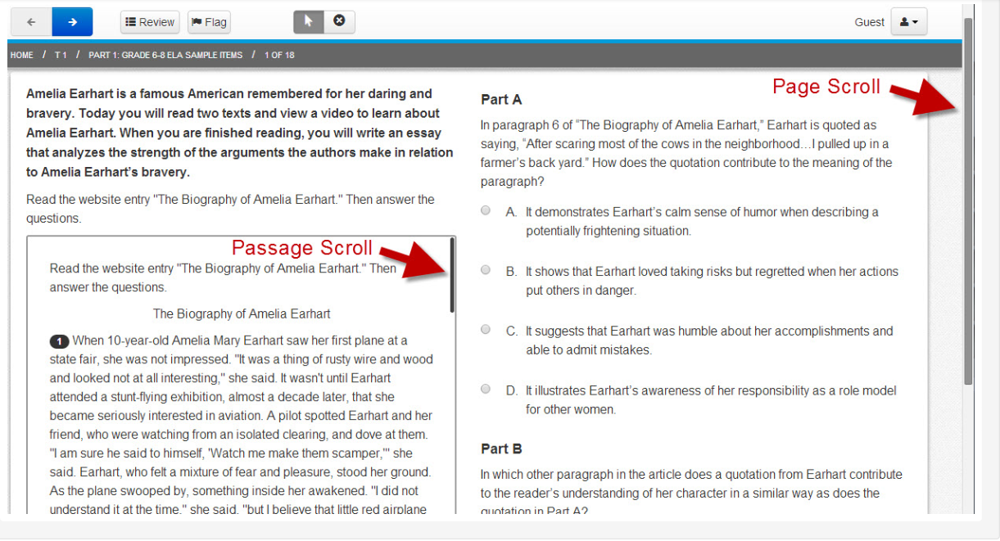 Review Flag Guest
HOME / T 1 / PART 1: GRADE 6-8 ELA SAMPLE ITEMS / 1 OF 18
Amelia Earhart is a famous American remembered for her daring and
bravery. Today you will read two texts and view a video to learn about
Amelia Earhart. When you are finished reading, you will write an essay
that analyzes the strength of the arguments the authors make in relation
to Amelia Earhart’s bravery.
Read the website entry "The Biography of Amelia Earhart." Then answer the
questions.
Passage Scroll
Read the website entry "The Biography of Amelia Earhart." Then
answer the questions.
The Biography of Amelia Earhart
1 When 10-year-old Amelia Mary Earhart saw her first plane at a
state fair, she was not impressed. "It was a thing of rusty wire and wood
and looked not at all interesting," she said. It wasn't until Earhart
attended a stunt-flying exhibition, almost a decade later, that she
became seriously interested in aviation. A pilot spotted Earhart and her
friend, who were watching from an isolated clearing, and dove at them.
"I am sure he said to himself, 'Watch me make them scamper,'" she
said. Earhart, who felt a mixture of fear and pleasure, stood her ground.
As the plane swooped by, something inside her awakened. "I did not
understand it at the time," she said, "but I believe that little red airplane
Page Scroll
Part A
In paragraph 6 of “The Biography of Amelia Earhart,” Earhart is quoted as
saying, “After scaring most of the cows in the neighborhood…I pulled up in a
farmer’s back yard.” How does the quotation contribute to the meaning of the
paragraph?
A. It demonstrates Earhart’s calm sense of humor when describing a
potentially frightening situation.
B. It shows that Earhart loved taking risks but regretted when her actions
put others in danger.
C. It suggests that Earhart was humble about her accomplishments and
able to admit mistakes.
D. It illustrates Earhart’s awareness of her responsibility as a role model
for other women.
Part B
In which other paragraph in the article does a quotation from Earhart contribute
to the reader’s understanding of her character in a similar way as does the
quotation in Part A?